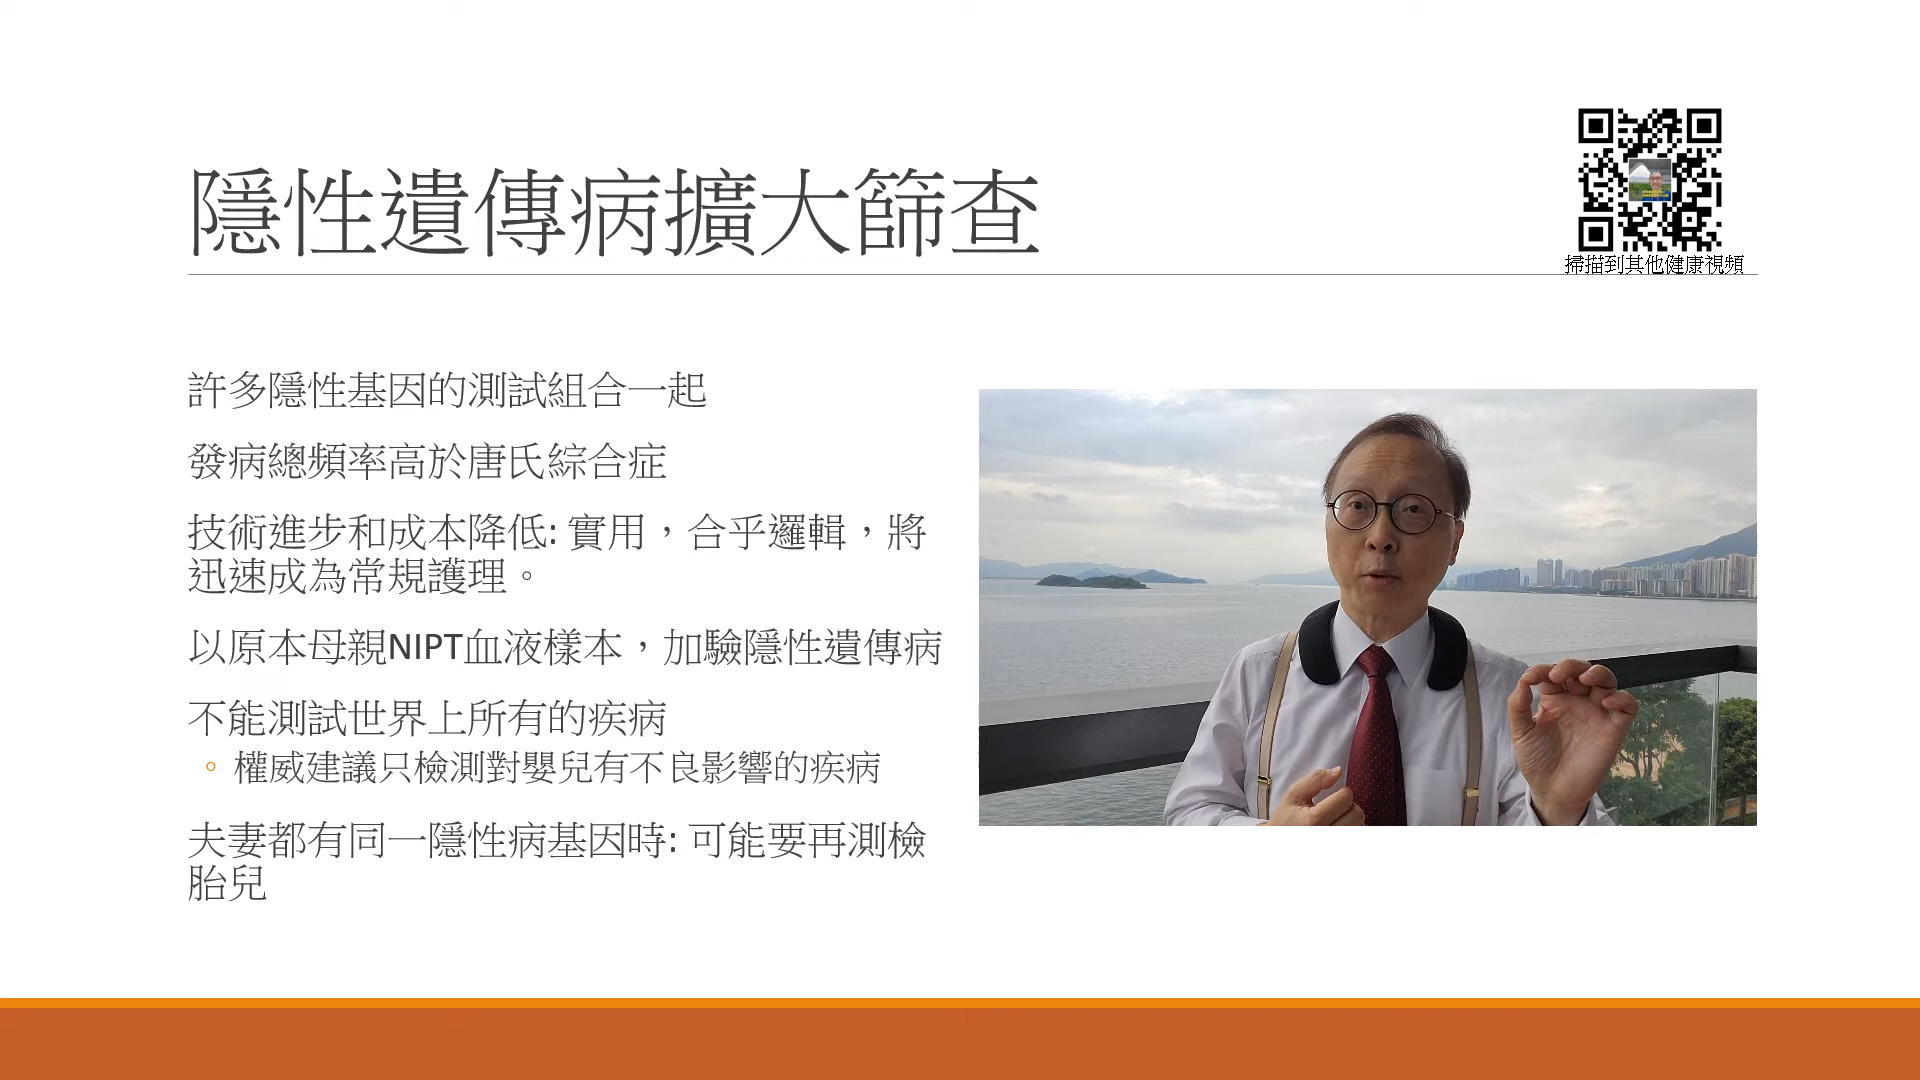 隱性遺傳病擴大篩查
掃描到其他健康視頻
許多隱性基因的測試組合一起
發病總頻率高於唐氏綜合症
技術進步和成本降低: 實用，合乎邏輯，將
迅速成為常規護理。
以原本母親NIPT血液樣本，加驗隱性遺傳病
不能測試世界上所有的疾病
◦ 權威建議只檢測對嬰兒有不良影響的疾病
夫妻都有同一隱性病基因時: 可能要再測檢
胎兒